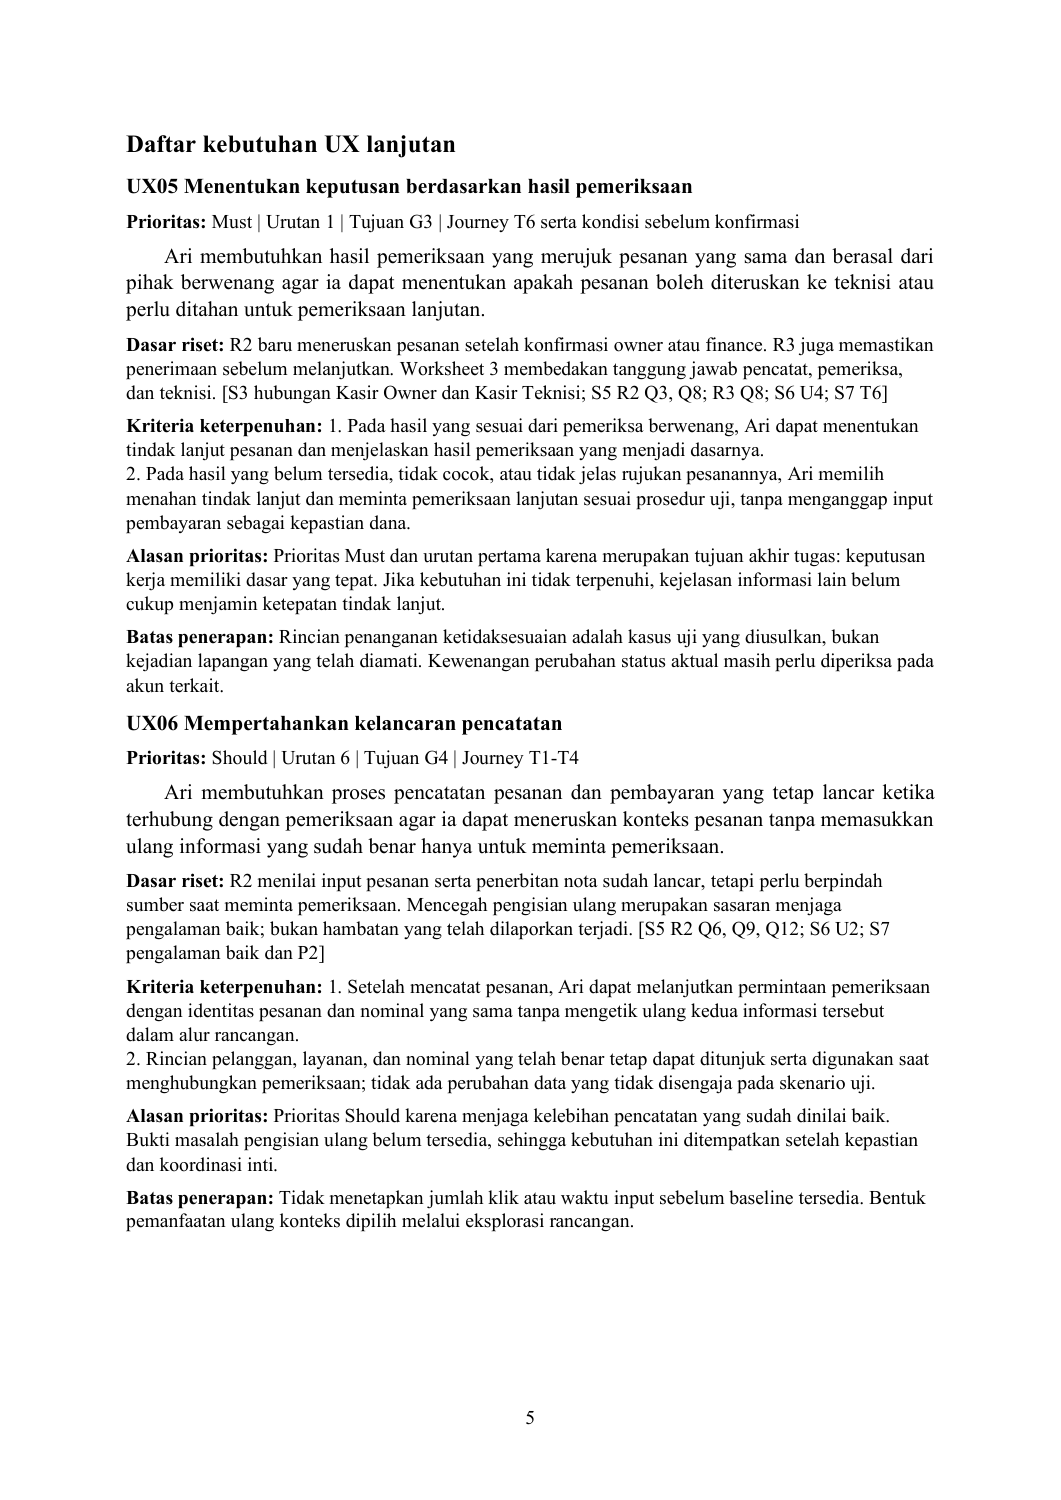 Daftar kebutuhan UX lanjutan
UX05 Menentukan keputusan berdasarkan hasil pemeriksaan
Prioritas: Must | Urutan 1 | Tujuan G3 | Journey T6 serta kondisi sebelum konfirmasi
Ari membutuhkan hasil pemeriksaan yang merujuk pesanan yang sama dan berasal dari
pihak berwenang agar ia dapat menentukan apakah pesanan boleh diteruskan ke teknisi atau
perlu ditahan untuk pemeriksaan lanjutan.
Dasar riset: R2 baru meneruskan pesanan setelah konfirmasi owner atau finance. R3 juga memastikan
penerimaan sebelum melanjutkan. Worksheet 3 membedakan tanggung jawab pencatat, pemeriksa,
dan teknisi. [S3 hubungan Kasir Owner dan Kasir Teknisi; S5 R2 Q3, Q8; R3 Q8; S6 U4; S7 T6]
Kriteria keterpenuhan: 1. Pada hasil yang sesuai dari pemeriksa berwenang, Ari dapat menentukan
tindak lanjut pesanan dan menjelaskan hasil pemeriksaan yang menjadi dasarnya.
2. Pada hasil yang belum tersedia, tidak cocok, atau tidak jelas rujukan pesanannya, Ari memilih
menahan tindak lanjut dan meminta pemeriksaan lanjutan sesuai prosedur uji, tanpa menganggap input
pembayaran sebagai kepastian dana.
Alasan prioritas: Prioritas Must dan urutan pertama karena merupakan tujuan akhir tugas: keputusan
kerja memiliki dasar yang tepat. Jika kebutuhan ini tidak terpenuhi, kejelasan informasi lain belum
cukup menjamin ketepatan tindak lanjut.
Batas penerapan: Rincian penanganan ketidaksesuaian adalah kasus uji yang diusulkan, bukan
kejadian lapangan yang telah diamati. Kewenangan perubahan status aktual masih perlu diperiksa pada
akun terkait.
UX06 Mempertahankan kelancaran pencatatan
Prioritas: Should | Urutan 6 | Tujuan G4 | Journey T1-T4
Ari membutuhkan proses pencatatan pesanan dan pembayaran yang tetap lancar ketika
terhubung dengan pemeriksaan agar ia dapat meneruskan konteks pesanan tanpa memasukkan
ulang informasi yang sudah benar hanya untuk meminta pemeriksaan.
Dasar riset: R2 menilai input pesanan serta penerbitan nota sudah lancar, tetapi perlu berpindah
sumber saat meminta pemeriksaan. Mencegah pengisian ulang merupakan sasaran menjaga
pengalaman baik; bukan hambatan yang telah dilaporkan terjadi. [S5 R2 Q6, Q9, Q12; S6 U2; S7
pengalaman baik dan P2]
Kriteria keterpenuhan: 1. Setelah mencatat pesanan, Ari dapat melanjutkan permintaan pemeriksaan
dengan identitas pesanan dan nominal yang sama tanpa mengetik ulang kedua informasi tersebut
dalam alur rancangan.
2. Rincian pelanggan, layanan, dan nominal yang telah benar tetap dapat ditunjuk serta digunakan saat
menghubungkan pemeriksaan; tidak ada perubahan data yang tidak disengaja pada skenario uji.
Alasan prioritas: Prioritas Should karena menjaga kelebihan pencatatan yang sudah dinilai baik.
Bukti masalah pengisian ulang belum tersedia, sehingga kebutuhan ini ditempatkan setelah kepastian
dan koordinasi inti.
Batas penerapan: Tidak menetapkan jumlah klik atau waktu input sebelum baseline tersedia. Bentuk
pemanfaatan ulang konteks dipilih melalui eksplorasi rancangan.
5